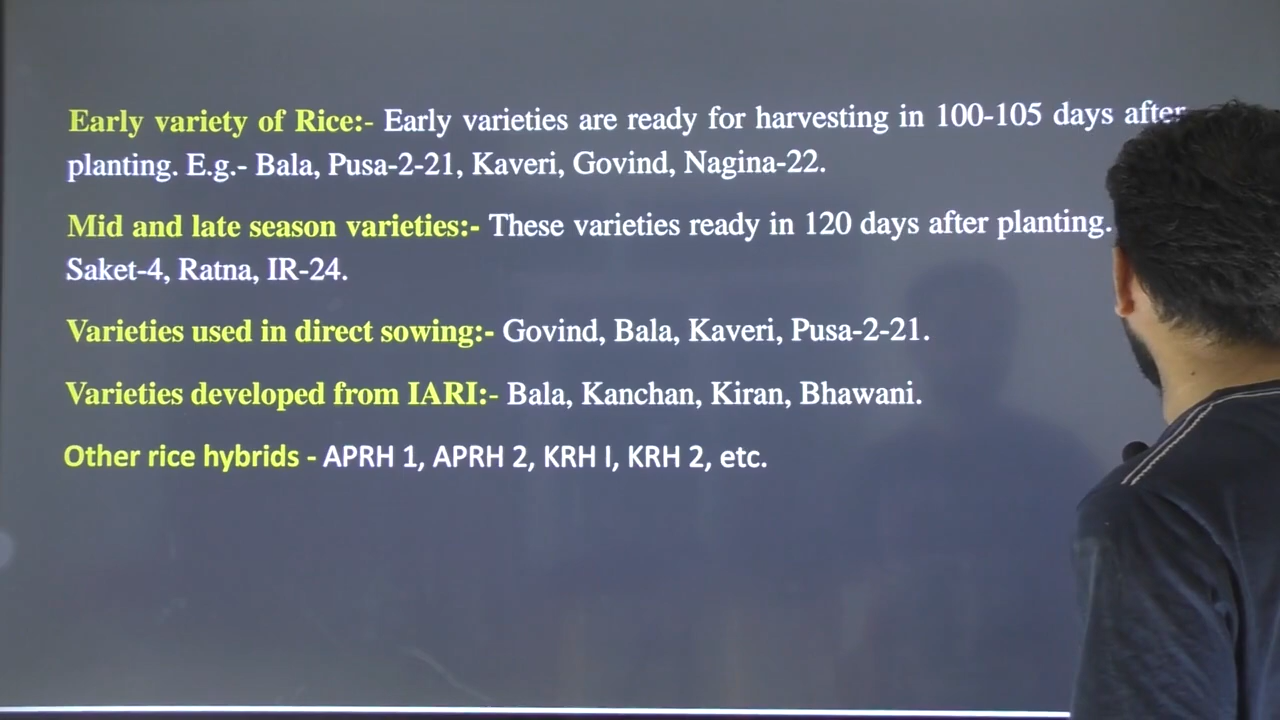 Early variety of Rice:- Early varieties are ready for harvesting in 100-105 days after
planting. E.g.- Bala, Pusa-2-21, Kaveri, Govind, Nagina-22.
Mid and late season varieties:- These varieties ready in 120 days after planting.
Saket-4, Ratna, IR-24.
Varieties used in direct sowing:- Govind, Bala, Kaveri, Pusa-2-21.
Varieties developed from IARI:- Bala, Kanchan, Kiran, Bhawani.
Other rice hybrids - APRH 1, APRH 2, KRH I, KRH 2, etc.